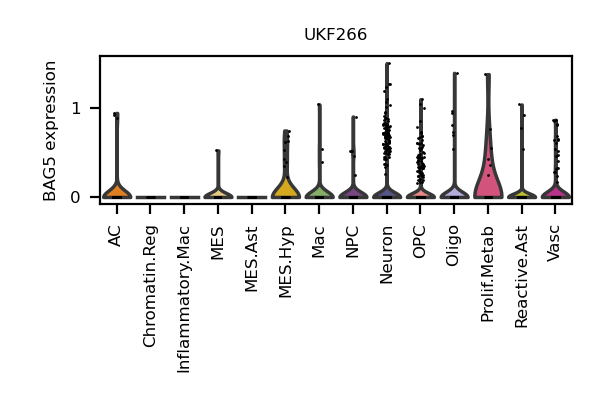 UKF266
BAG5 expression
1
0
AC
Chromatin.Reg
Inflammatory.Mac
MES
MES.Ast
MES.Hyp
Mac
NPC
Neuron
OPC
Oligo
Prolif.Metab
Reactive.Ast
Vasc